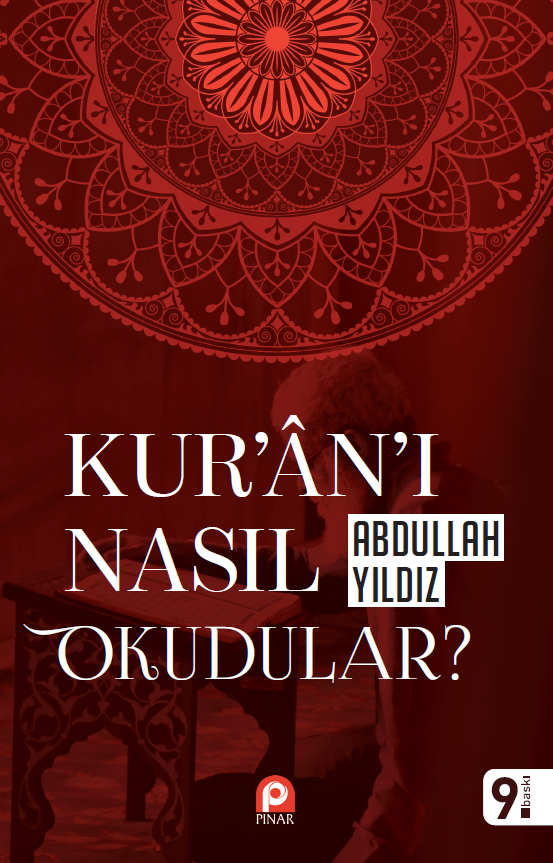 KUR'ÂN'I
NASIL
ABDULLAH
YILDIZ
OKUDULAR?
PINAR
9. baskı